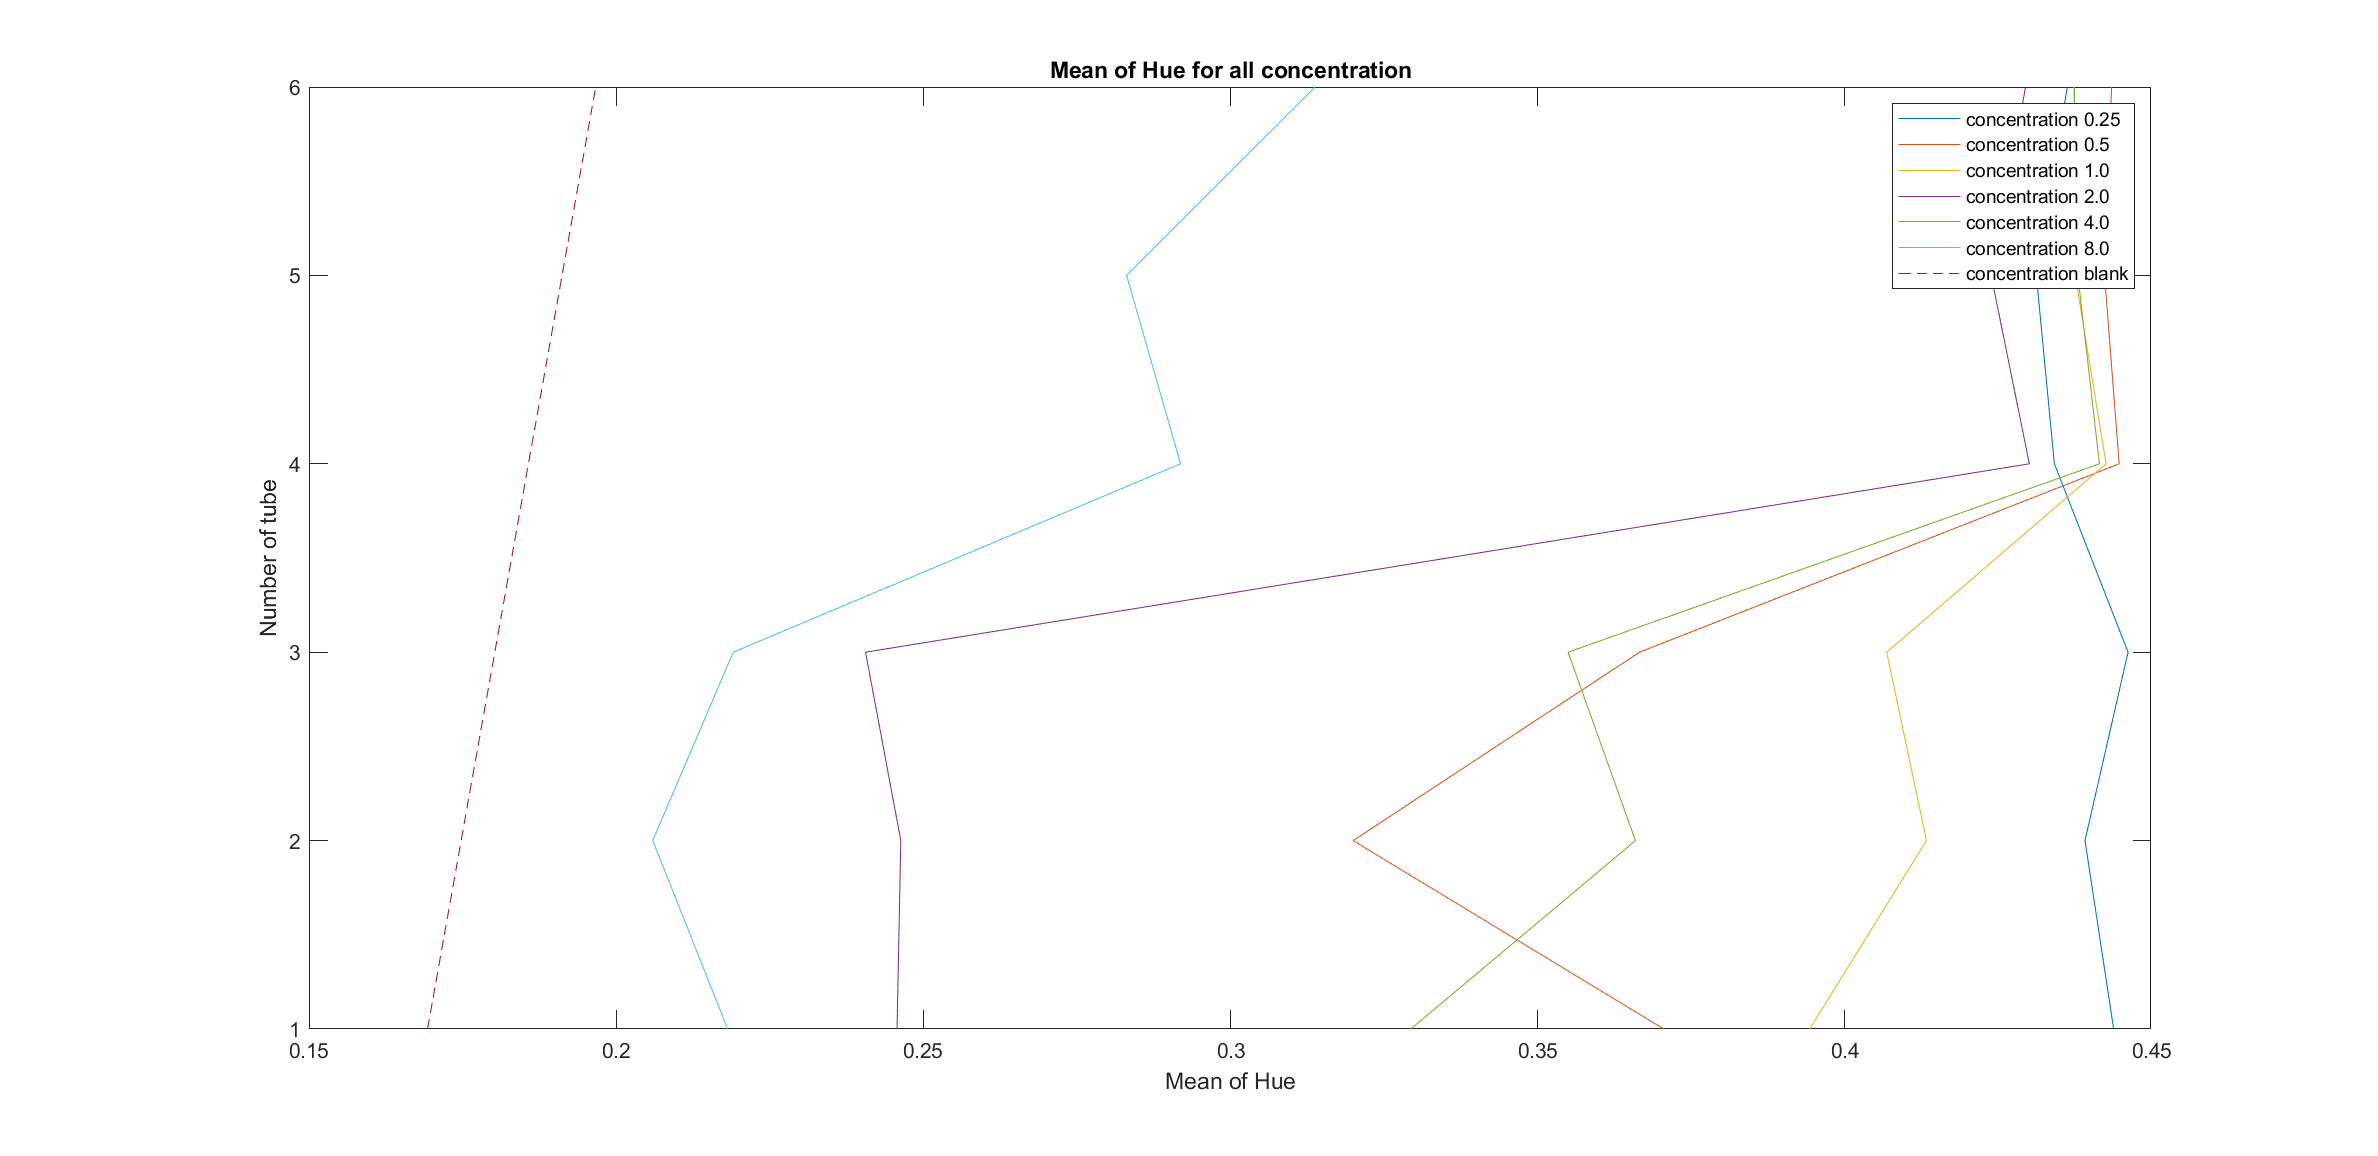 Mean of Hue for all concentration
6
5
4
3
2
1
Number of tube
concentration 0.25
concentration 0.5
concentration 1.0
concentration 2.0
concentration 4.0
concentration 8.0
concentration blank
0.15 0.2 0.25 0.3 0.35 0.4 0.45
Mean of Hue